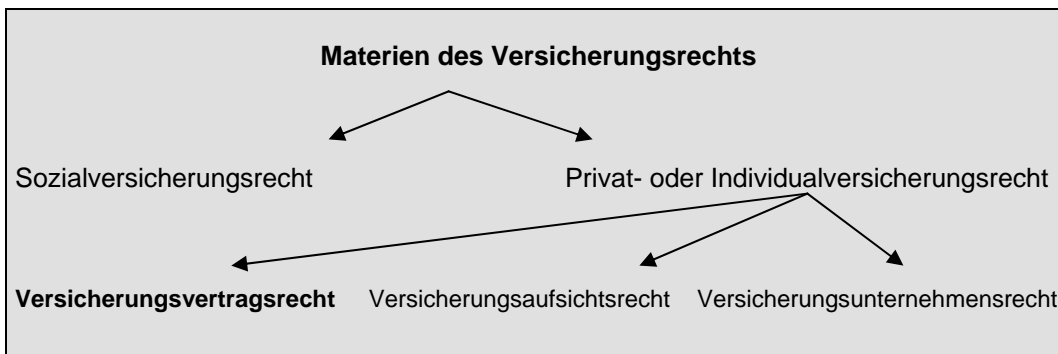 Materien des Versicherungsrechts
Sozialversicherungsrecht Privat- oder Individualversicherungsrecht
Versicherungsvertragsrecht Versicherungsaufsichtsrecht Versicherungsunternehmensrecht